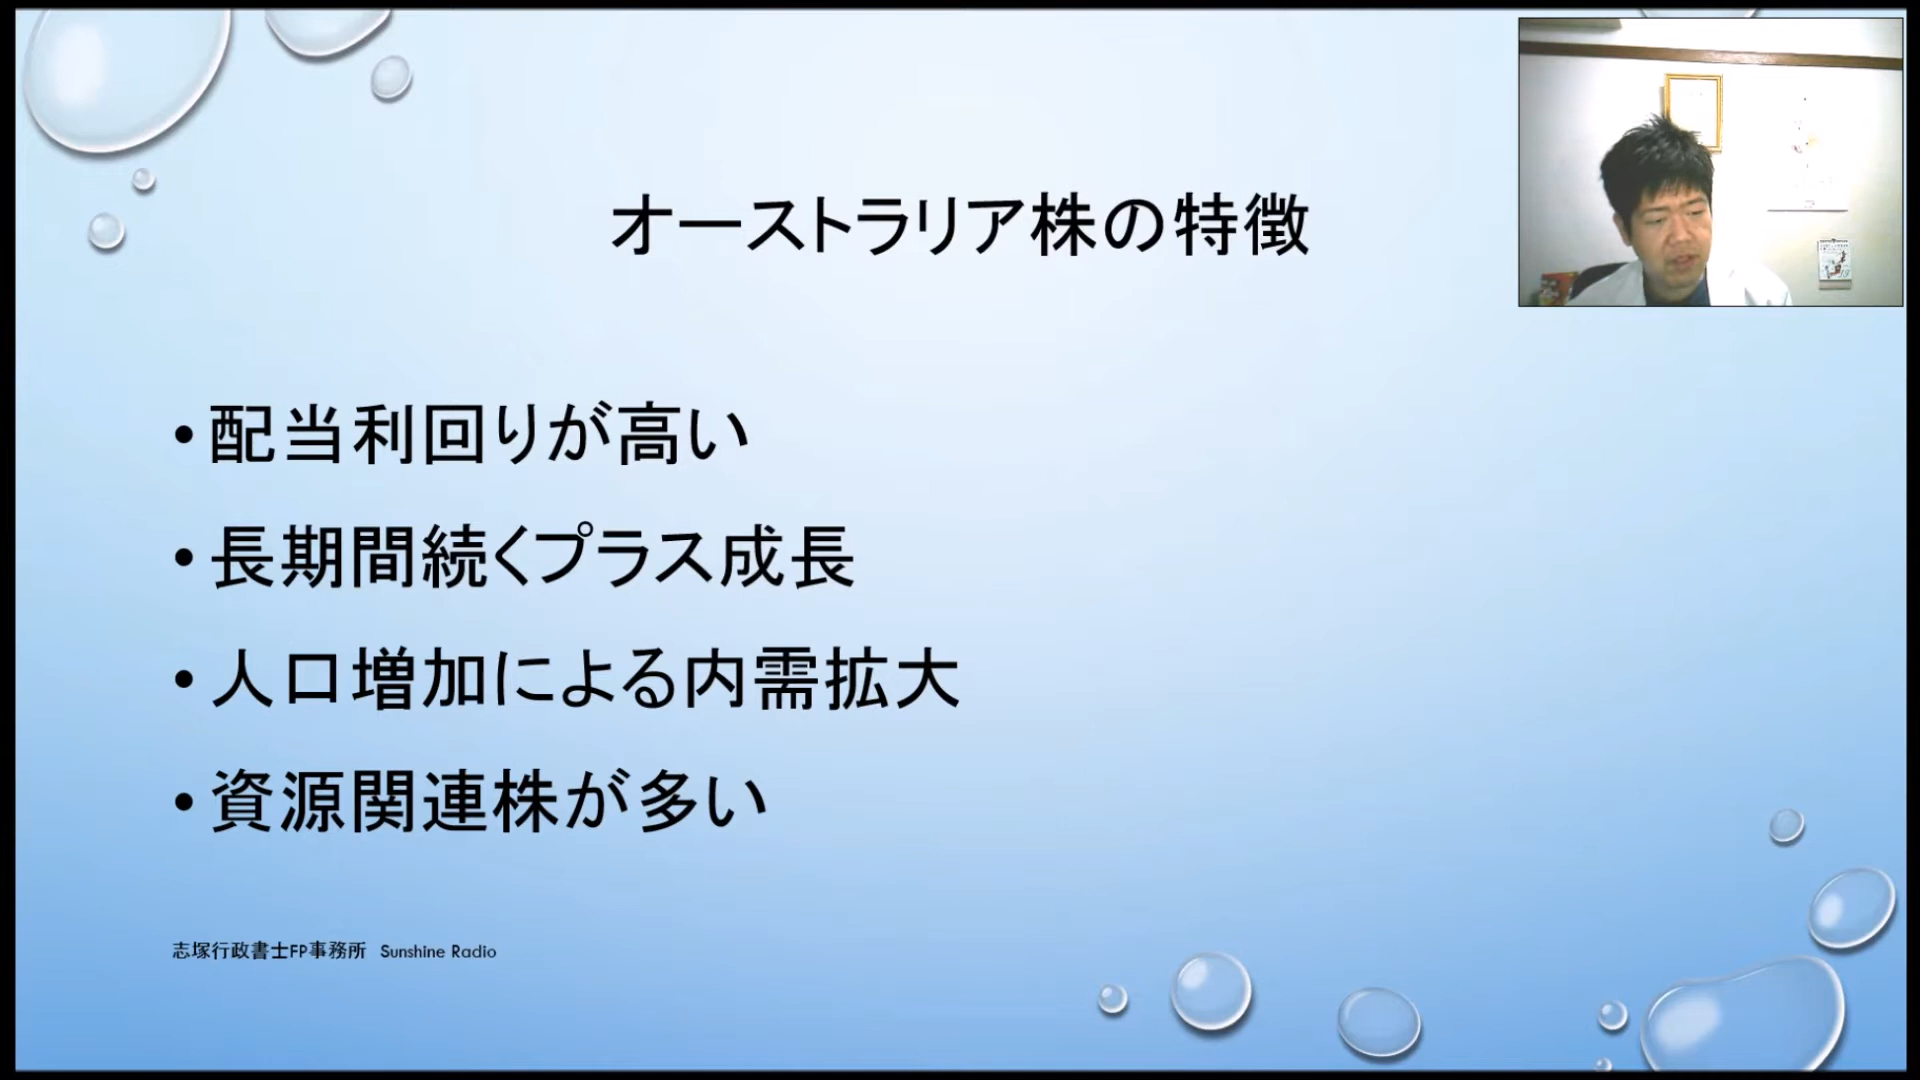 オーストラリア株の特徴
• 配当利回りが高い
• 長期間続くプラス成長
• 人口増加による内需拡大
• 資源関連株が多い
志塚行政書士FP事務所 Sunshine Radio